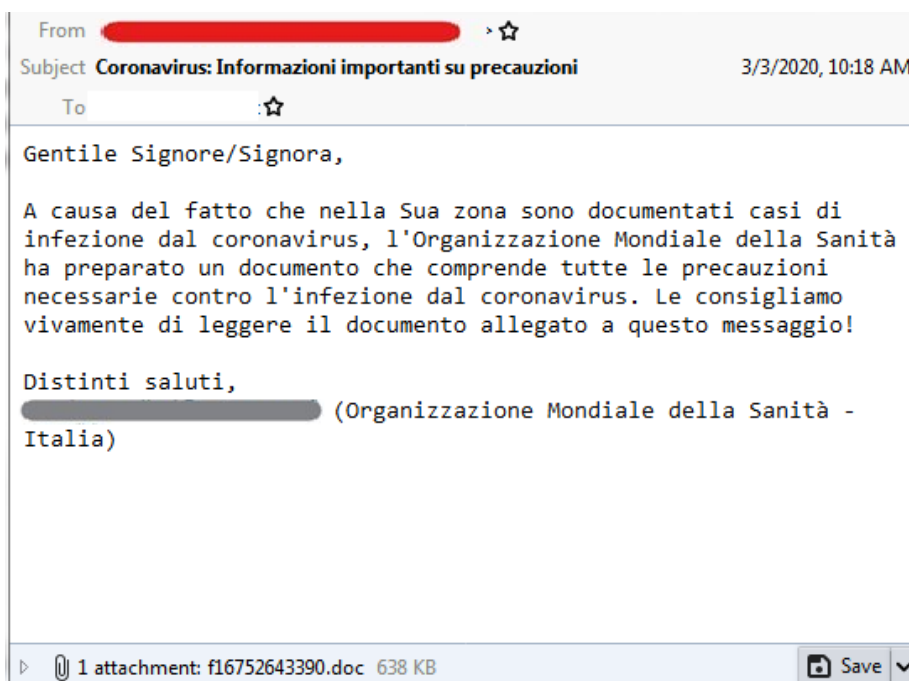 From
Subject Coronavirus: Informazioni importanti su precauzioni 3/3/2020, 10:18 AM
To
Gentile Signore/Signora,
A causa del fatto che nella Sua zona sono documentati casi di
infezione dal coronavirus, l'Organizzazione Mondiale della Sanità
ha preparato un documento che comprende tutte le precauzioni
necessarie contro l'infezione dal coronavirus. Le consigliamo
vivamente di leggere il documento allegato a questo messaggio!
Distinti saluti,
(Organizzazione Mondiale della Sanità -
Italia)
1 attachment: f16752643390.doc 638 KB Save